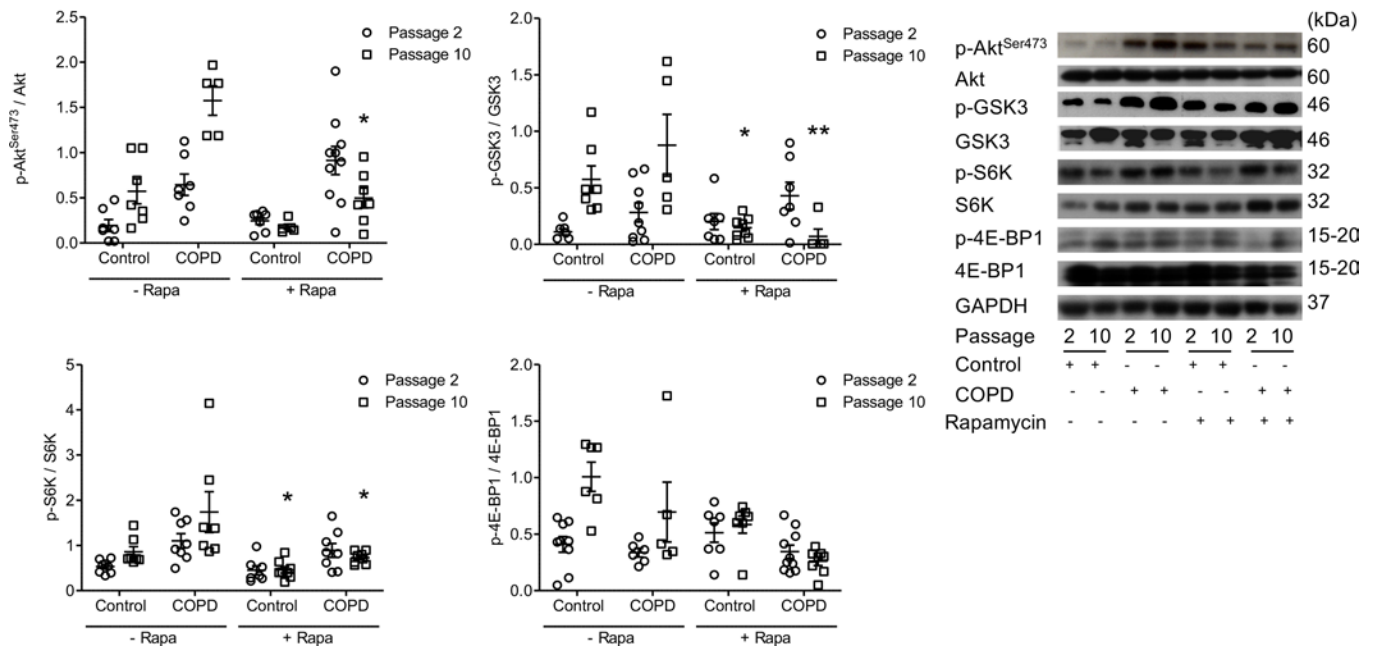 p-Akt^Ser473 / Akt
2.5
2.0
1.5
1.0
0.5
0.0
Passage 2
Passage 10
*
Control COPD Control COPD
- Rapa + Rapa
p-GSK3 / GSK3
2.0
1.5
1.0
0.5
0.0
Passage 2
Passage 10
* **
Control COPD Control COPD
- Rapa + Rapa
p-S6K / S6K
5
4
3
2
1
0
Passage 2
Passage 10
* *
Control COPD Control COPD
- Rapa + Rapa
p-4E-BP1 / 4E-BP1
2.0
1.5
1.0
0.5
0.0
Passage 2
Passage 10
Control COPD Control COPD
- Rapa + Rapa
(kDa)
p-Akt^Ser473 60
Akt 60
p-GSK3 46
GSK3 46
p-S6K 32
S6K 32
p-4E-BP1 15-20
4E-BP1 15-20
GAPDH 37
Passage 2 10 2 10 2 10 2 10
Control + + - - + + - -
COPD - - + + - - + +
Rapamycin - - - - + + + +